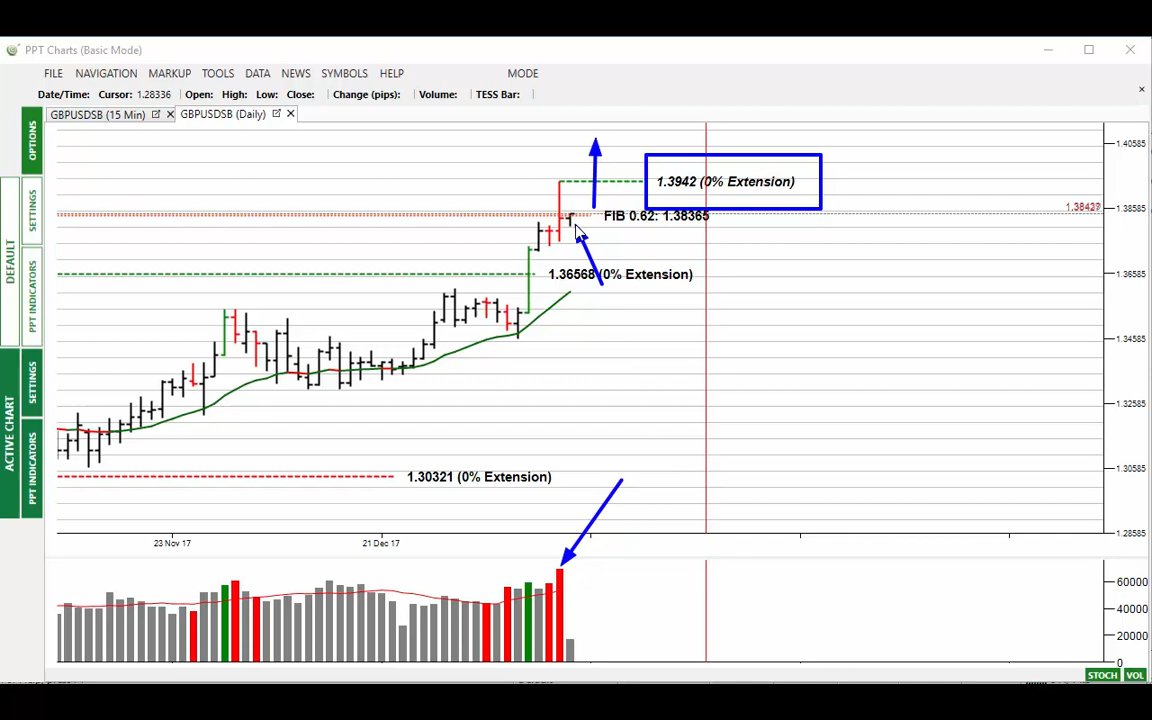 PPT Charts (Basic Mode)
FILE NAVIGATION MARKUP TOOLS DATA NEWS SYMBOLS HELP MODE
Date/Time: Cursor: 1.28336 Open: High: Low: Close: Change (pips): Volume: TESS Bar:
GBPUSDSB (15 Min) GBPUSDSB (Daily)
OPTIONS
SETTINGS
PPT INDICATORS
DEFAULT
SETTINGS
PPT INDICATORS
ACTIVE CHART
1.40585
1.3942 (0% Extension)
1.38427
1.38585
FIB 0.62: 1.38365
1.36568 (0% Extension)
1.36585
1.34585
1.32585
1.30321 (0% Extension)
1.30585
1.28585
23 Nov 17 21 Dec 17
60000
40000
20000
0
STOCH VOL